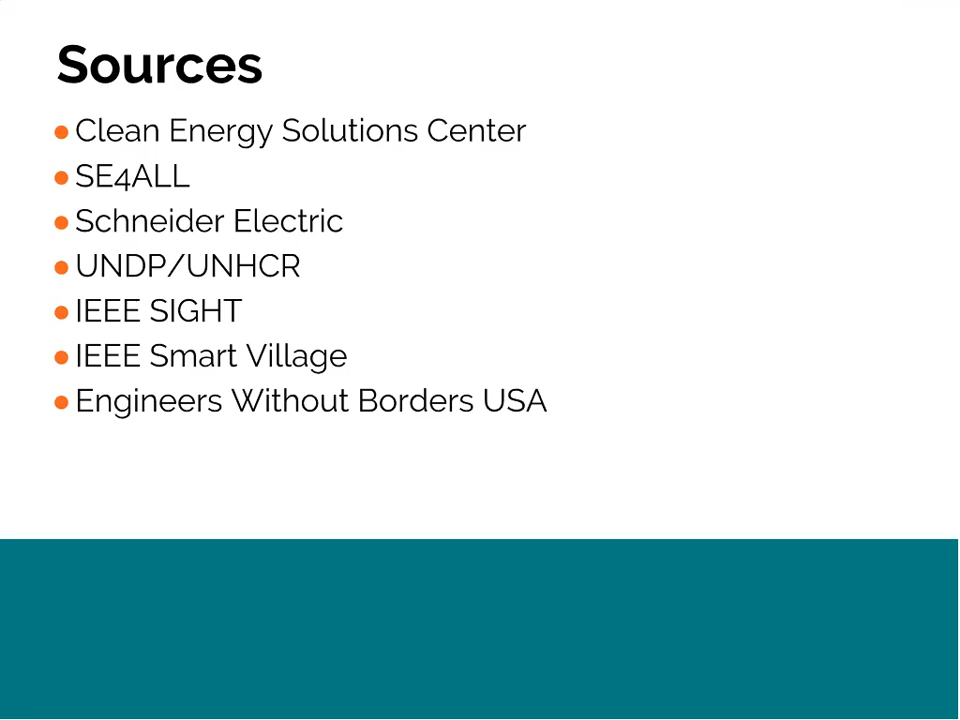 Sources
● Clean Energy Solutions Center
● SE4ALL
● Schneider Electric
● UNDP/UNHCR
● IEEE SIGHT
● IEEE Smart Village
● Engineers Without Borders USA